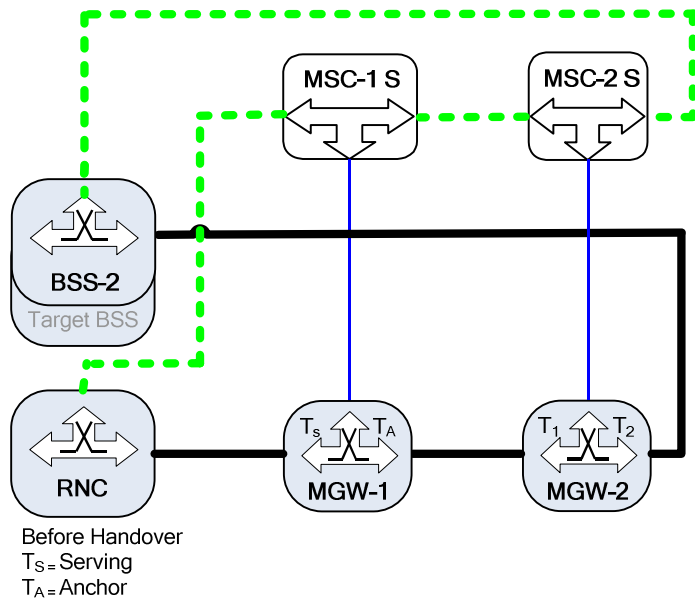 MSC-1 S
MSC-2 S
BSS-2
Target BSS
Ts TA
T1 T2
RNC
MGW-1
MGW-2
Before Handover
TS = Serving
TA = Anchor